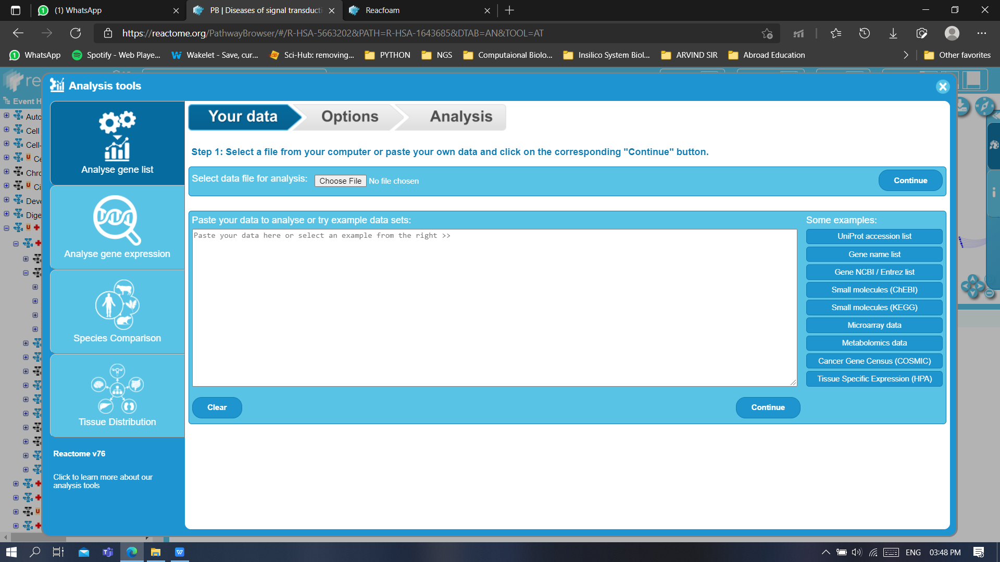 (1) WhatsApp
PB | Diseases of signal transducti
Reacfoam
https://reactome.org/PathwayBrowser/#/R-HSA-5663202&PATH=R-HSA-1643685&DTAB=AN&TOOL=AT
WhatsApp
Spotify - Web Playe...
Wakelet - Save, cur...
Sci-Hub: removing...
PYTHON
NGS
Computaional Biolo...
Insilico System Biol...
ARVIND SIR
Abroad Education
Other favorites
re
Analysis tools
Event H
Auto
Cell
Cell-
U Ce
Chro
U Ci
Deve
Dige
U
U
Analyse gene list
Analyse gene expression
Species Comparison
Tissue Distribution
Reactome v76
Click to learn more about our
analysis tools
Your data
Options
Analysis
Step 1: Select a file from your computer or paste your own data and click on the corresponding "Continue" button.
Select data file for analysis:
Choose File
No file chosen
Continue
Paste your data to analyse or try example data sets:
Paste your data here or select an example from the right >>
Some examples:
UniProt accession list
Gene name list
Gene NCBI / Entrez list
Small molecules (ChEBI)
Small molecules (KEGG)
Microarray data
Metabolomics data
Cancer Gene Census (COSMIC)
Tissue Specific Expression (HPA)
Clear
Continue
ENG
03:48 PM